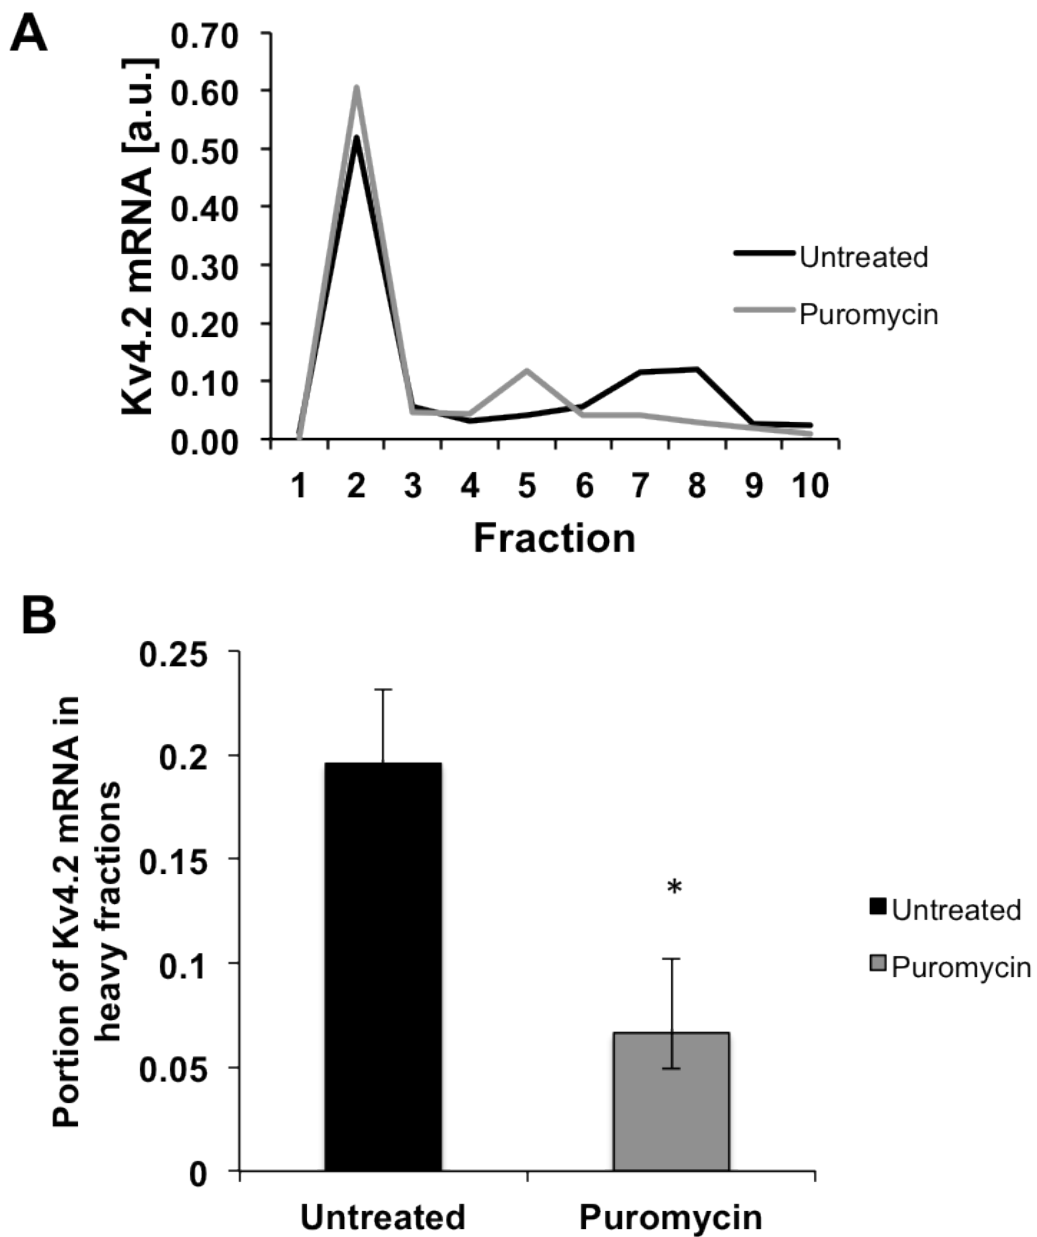 A
Kv4.2 mRNA [a.u.]
0.70
0.60
0.50
0.40
0.30
0.20
0.10
0.00
1 2 3 4 5 6 7 8 9 10
Fraction
Untreated
Puromycin
B
Portion of Kv4.2 mRNA in
heavy fractions
0.25
0.2
0.15
0.1
0.05
0
*
Untreated Puromycin
Untreated
Puromycin